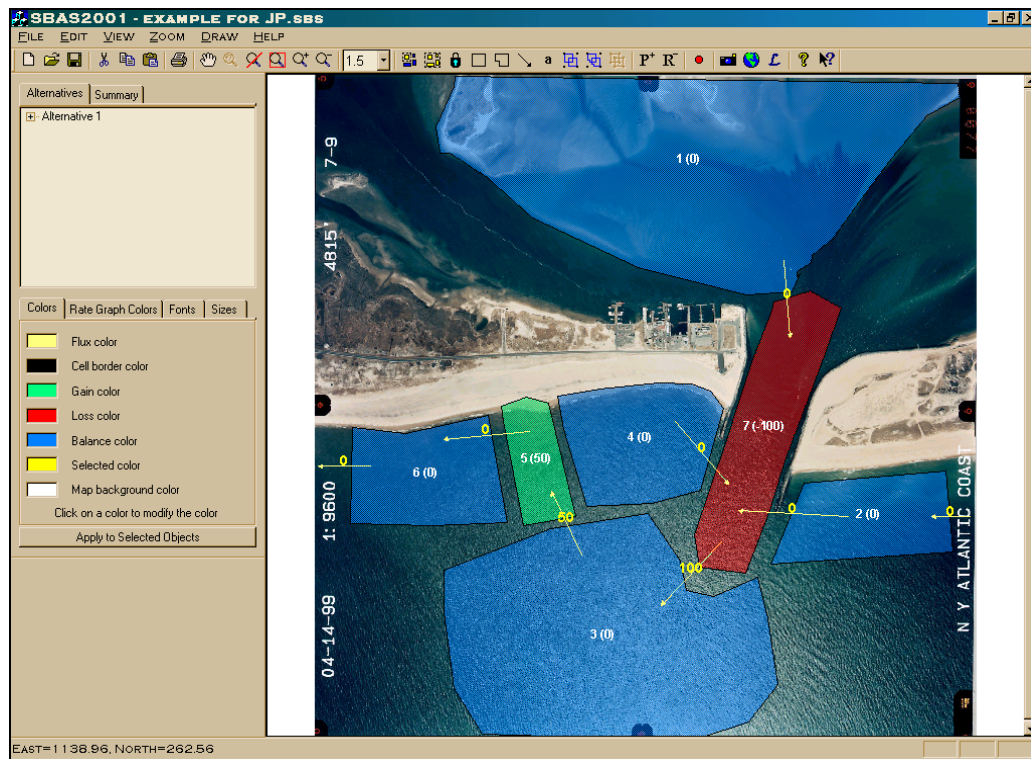 SBAS2001 - EXAMPLE FOR JP.SBS
FILE EDIT VIEW ZOOM DRAW HELP
1.5
a
P+ R-
L
Alternatives Summary
Alternative 1
Colors Rate Graph Colors Fonts Sizes
Flux color
Cell border color
Gain color
Loss color
Balance color
Selected color
Map background color
Click on a color to modify the color
Apply to Selected Objects
7-9
4815'
1: 9600
04-14-99
N Y ATLANTIC COAST
1 (0)
0
7 (-100)
4 (0)
0
5 (50)
0
6 (0)
0
50
2 (0)
0
0
100
3 (0)
EAST=1138.96, NORTH=262.56